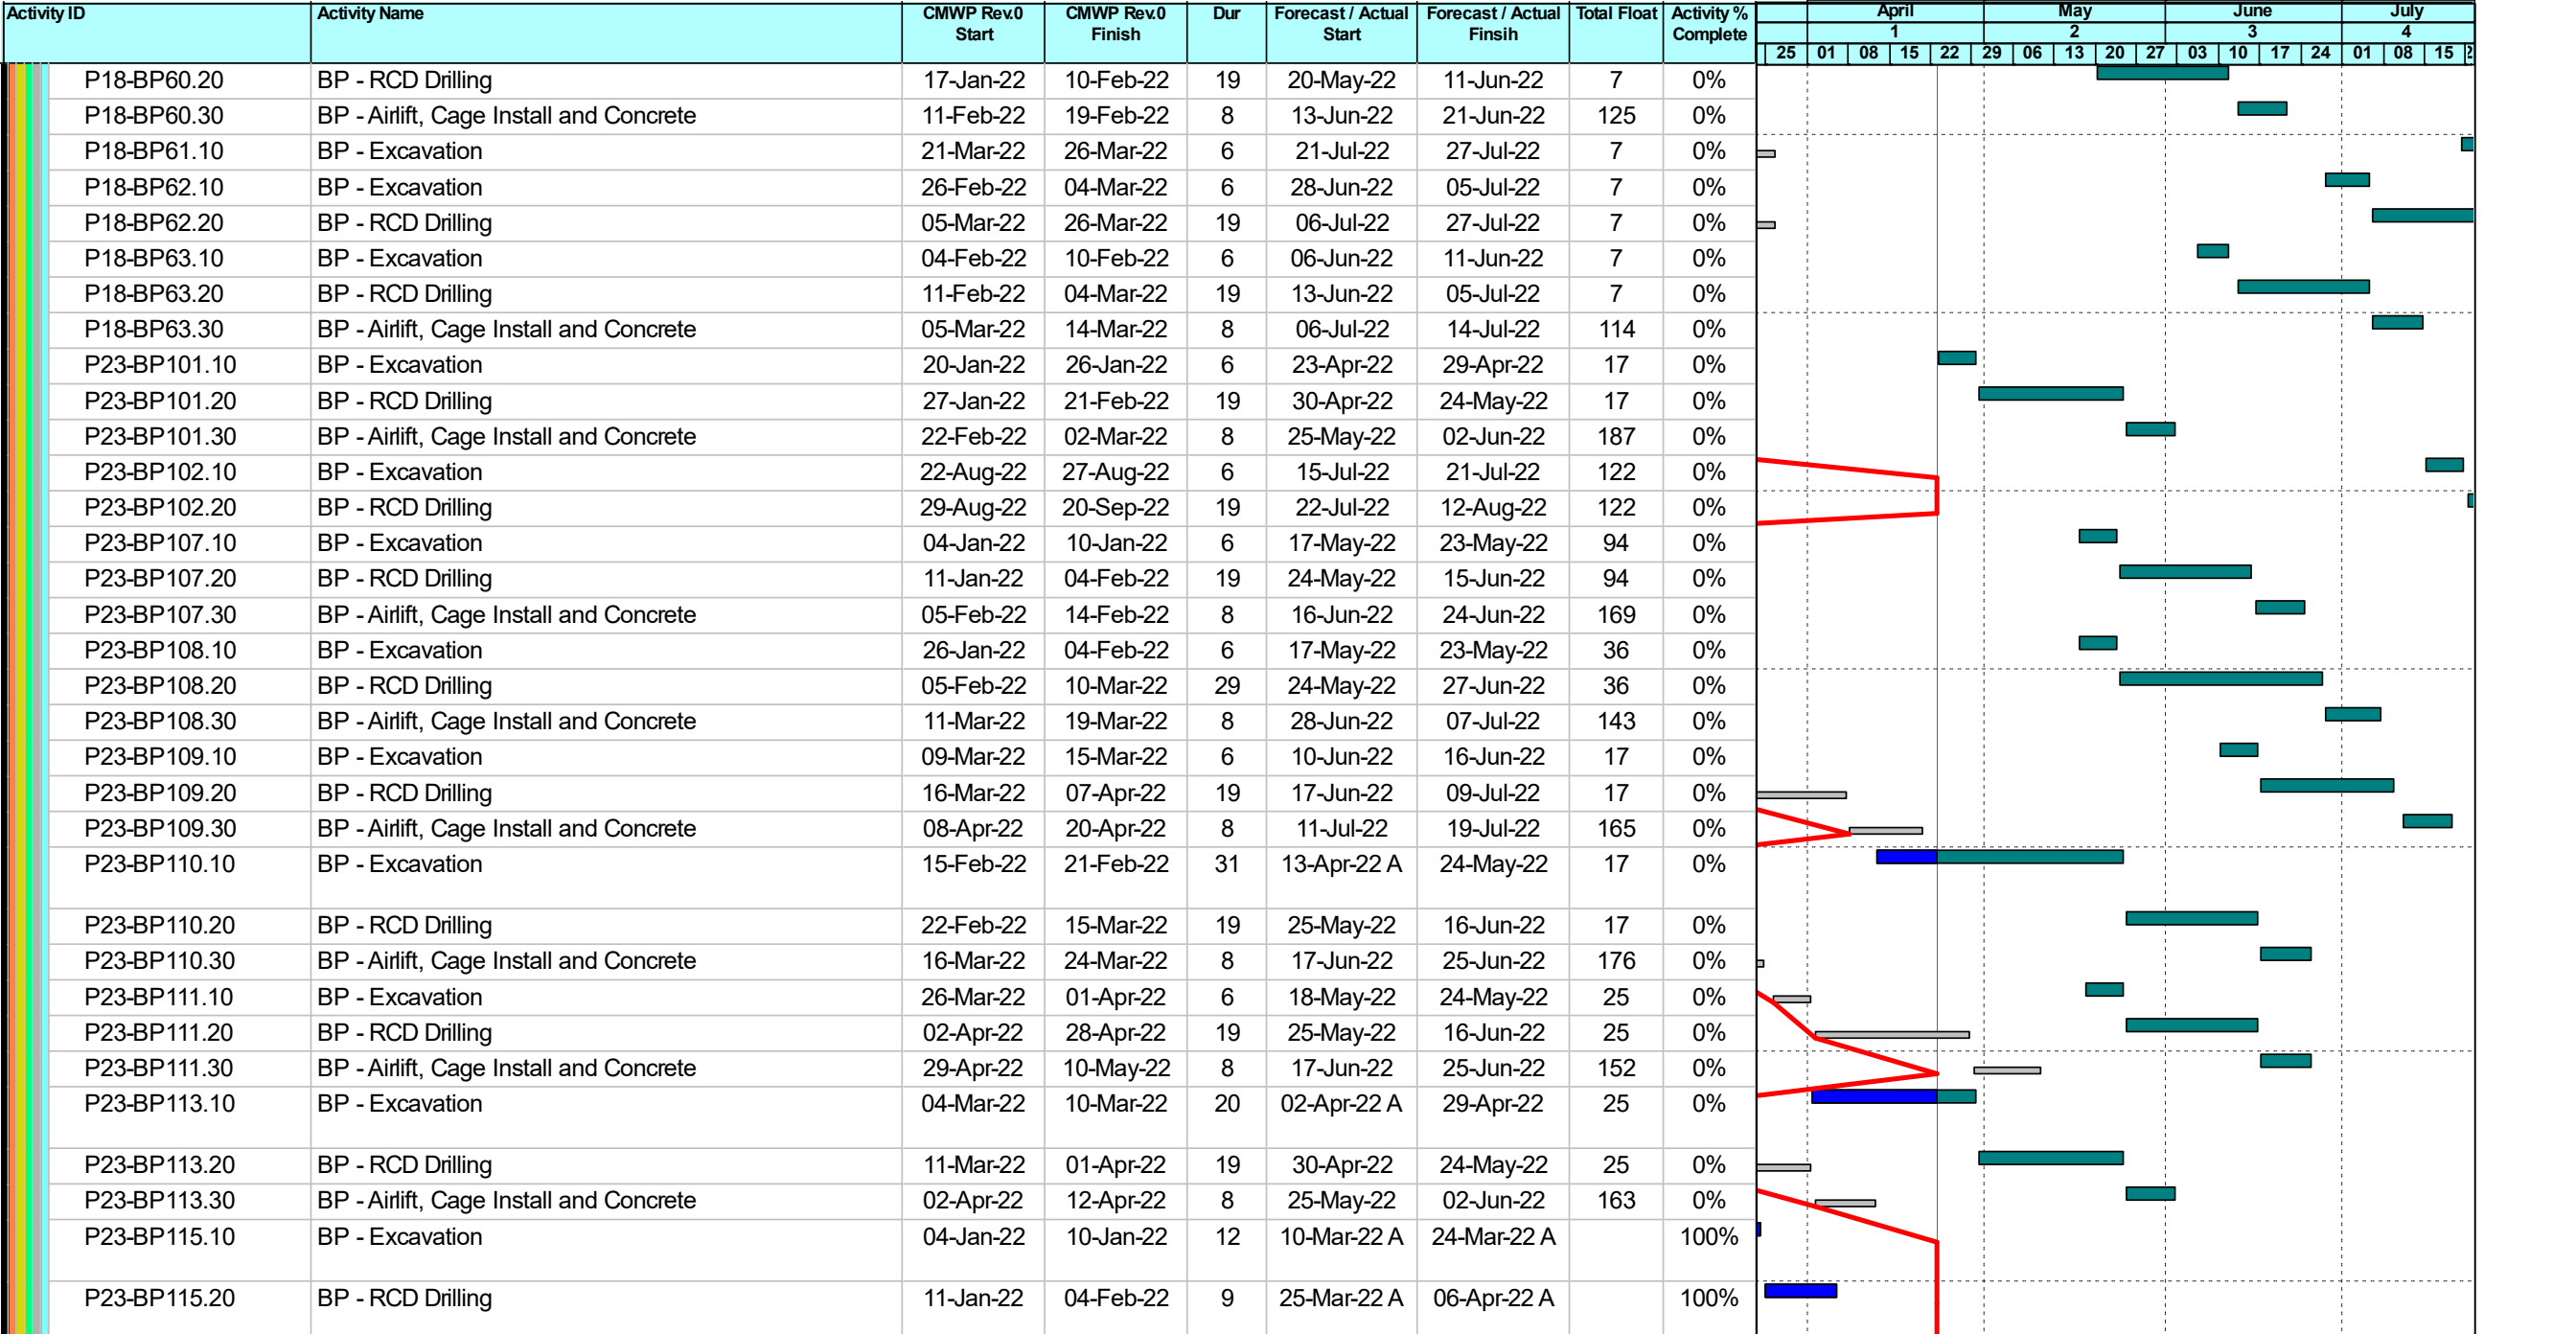 Activity ID Activity Name CMWP Rev.0 Start CMWP Rev.0 Finish Dur Forecast / Actual Start Forecast / Actual Finsih Total Float Activity % Complete
April May June July
1 2 3 4
25 01 08 15 22 29 06 13 20 27 03 10 17 24 01 08 15
P18-BP60.20 BP - RCD Drilling 17-Jan-22 10-Feb-22 19 20-May-22 11-Jun-22 7 0%
P18-BP60.30 BP - Airlift, Cage Install and Concrete 11-Feb-22 19-Feb-22 8 13-Jun-22 21-Jun-22 125 0%
P18-BP61.10 BP - Excavation 21-Mar-22 26-Mar-22 6 21-Jul-22 27-Jul-22 7 0%
P18-BP62.10 BP - Excavation 26-Feb-22 04-Mar-22 6 28-Jun-22 05-Jul-22 7 0%
P18-BP62.20 BP - RCD Drilling 05-Mar-22 26-Mar-22 19 06-Jul-22 27-Jul-22 7 0%
P18-BP63.10 BP - Excavation 04-Feb-22 10-Feb-22 6 06-Jun-22 11-Jun-22 7 0%
P18-BP63.20 BP - RCD Drilling 11-Feb-22 04-Mar-22 19 13-Jun-22 05-Jul-22 7 0%
P18-BP63.30 BP - Airlift, Cage Install and Concrete 05-Mar-22 14-Mar-22 8 06-Jul-22 14-Jul-22 114 0%
P23-BP101.10 BP - Excavation 20-Jan-22 26-Jan-22 6 23-Apr-22 29-Apr-22 17 0%
P23-BP101.20 BP - RCD Drilling 27-Jan-22 21-Feb-22 19 30-Apr-22 24-May-22 17 0%
P23-BP101.30 BP - Airlift, Cage Install and Concrete 22-Feb-22 02-Mar-22 8 25-May-22 02-Jun-22 187 0%
P23-BP102.10 BP - Excavation 22-Aug-22 27-Aug-22 6 15-Jul-22 21-Jul-22 122 0%
P23-BP102.20 BP - RCD Drilling 29-Aug-22 20-Sep-22 19 22-Jul-22 12-Aug-22 122 0%
P23-BP107.10 BP - Excavation 04-Jan-22 10-Jan-22 6 17-May-22 23-May-22 94 0%
P23-BP107.20 BP - RCD Drilling 11-Jan-22 04-Feb-22 19 24-May-22 15-Jun-22 94 0%
P23-BP107.30 BP - Airlift, Cage Install and Concrete 05-Feb-22 14-Feb-22 8 16-Jun-22 24-Jun-22 169 0%
P23-BP108.10 BP - Excavation 26-Jan-22 04-Feb-22 6 17-May-22 23-May-22 36 0%
P23-BP108.20 BP - RCD Drilling 05-Feb-22 10-Mar-22 29 24-May-22 27-Jun-22 36 0%
P23-BP108.30 BP - Airlift, Cage Install and Concrete 11-Mar-22 19-Mar-22 8 28-Jun-22 07-Jul-22 143 0%
P23-BP109.10 BP - Excavation 09-Mar-22 15-Mar-22 6 10-Jun-22 16-Jun-22 17 0%
P23-BP109.20 BP - RCD Drilling 16-Mar-22 07-Apr-22 19 17-Jun-22 09-Jul-22 17 0%
P23-BP109.30 BP - Airlift, Cage Install and Concrete 08-Apr-22 20-Apr-22 8 11-Jul-22 19-Jul-22 165 0%
P23-BP110.10 BP - Excavation 15-Feb-22 21-Feb-22 31 13-Apr-22 A 24-May-22 17 0%
P23-BP110.20 BP - RCD Drilling 22-Feb-22 15-Mar-22 19 25-May-22 16-Jun-22 17 0%
P23-BP110.30 BP - Airlift, Cage Install and Concrete 16-Mar-22 24-Mar-22 8 17-Jun-22 25-Jun-22 176 0%
P23-BP111.10 BP - Excavation 26-Mar-22 01-Apr-22 6 18-May-22 24-May-22 25 0%
P23-BP111.20 BP - RCD Drilling 02-Apr-22 28-Apr-22 19 25-May-22 16-Jun-22 25 0%
P23-BP111.30 BP - Airlift, Cage Install and Concrete 29-Apr-22 10-May-22 8 17-Jun-22 25-Jun-22 152 0%
P23-BP113.10 BP - Excavation 04-Mar-22 10-Mar-22 20 02-Apr-22 A 29-Apr-22 25 0%
P23-BP113.20 BP - RCD Drilling 11-Mar-22 01-Apr-22 19 30-Apr-22 24-May-22 25 0%
P23-BP113.30 BP - Airlift, Cage Install and Concrete 02-Apr-22 12-Apr-22 8 25-May-22 02-Jun-22 163 0%
P23-BP115.10 BP - Excavation 04-Jan-22 10-Jan-22 12 10-Mar-22 A 24-Mar-22 A 100%
P23-BP115.20 BP - RCD Drilling 11-Jan-22 04-Feb-22 9 25-Mar-22 A 06-Apr-22 A 100%